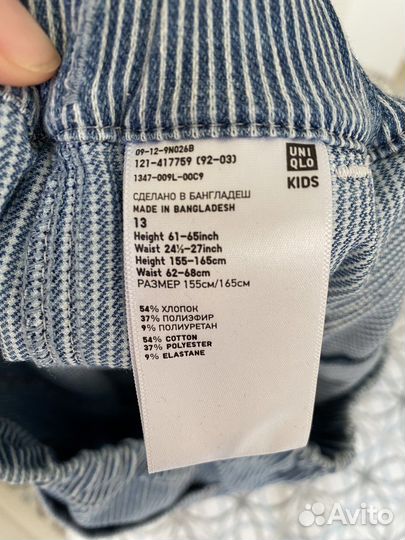 09-12-9N026B
121-417759 (92-03)
1347-009L-00C9
UNI
QLO
KIDS
СДЕЛАНО В БАНГЛАДЕШ
MADE IN BANGLADESH
13
Height 61-65inch
Waist 24½-27inch
Height 155-165cm
Waist 62-68cm
РАЗМЕР 155см/165см
54% ХЛОПОК
37% ПОЛИЭФИР
9% ПОЛИУРЕТАН
54% COTTON
37% POLYESTER
9% ELASTANE
Avito